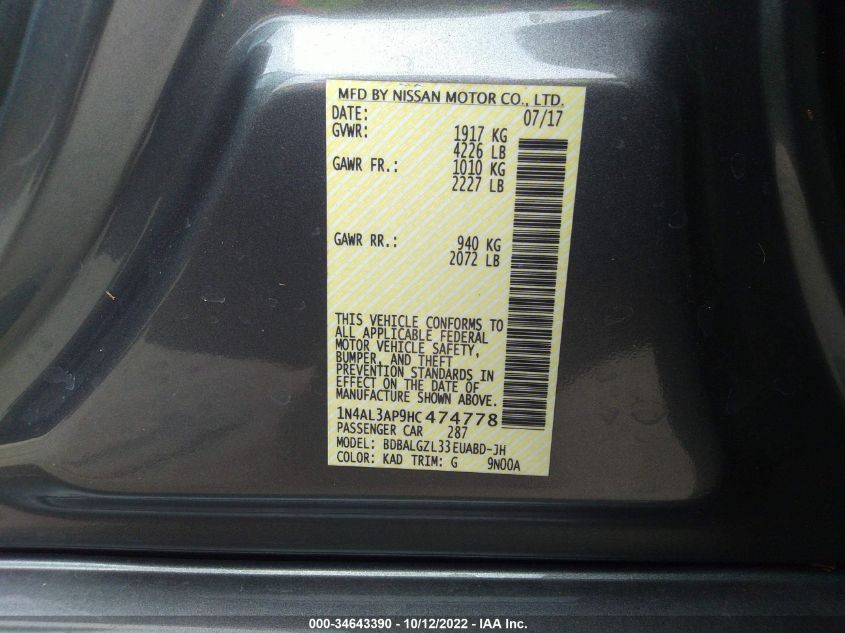 MFD BY NISSAN MOTOR CO., LTD.
DATE: 07/17
GVWR: 1917 KG
4226 LB
GAWR FR.: 1010 KG
2227 LB
GAWR RR.: 940 KG
2072 LB
THIS VEHICLE CONFORMS TO
ALL APPLICABLE FEDERAL
MOTOR VEHICLE SAFETY,
BUMPER, AND THEFT
PREVENTION STANDARDS IN
EFFECT ON THE DATE OF
MANUFACTURE SHOWN ABOVE.
1N4AL3AP9HC474778
PASSENGER CAR 287
MODEL: BDBALGZL33EUABD-JH
COLOR: KAD TRIM: G 9N00A
000-34643390 - 10/12/2022 - IAA Inc.